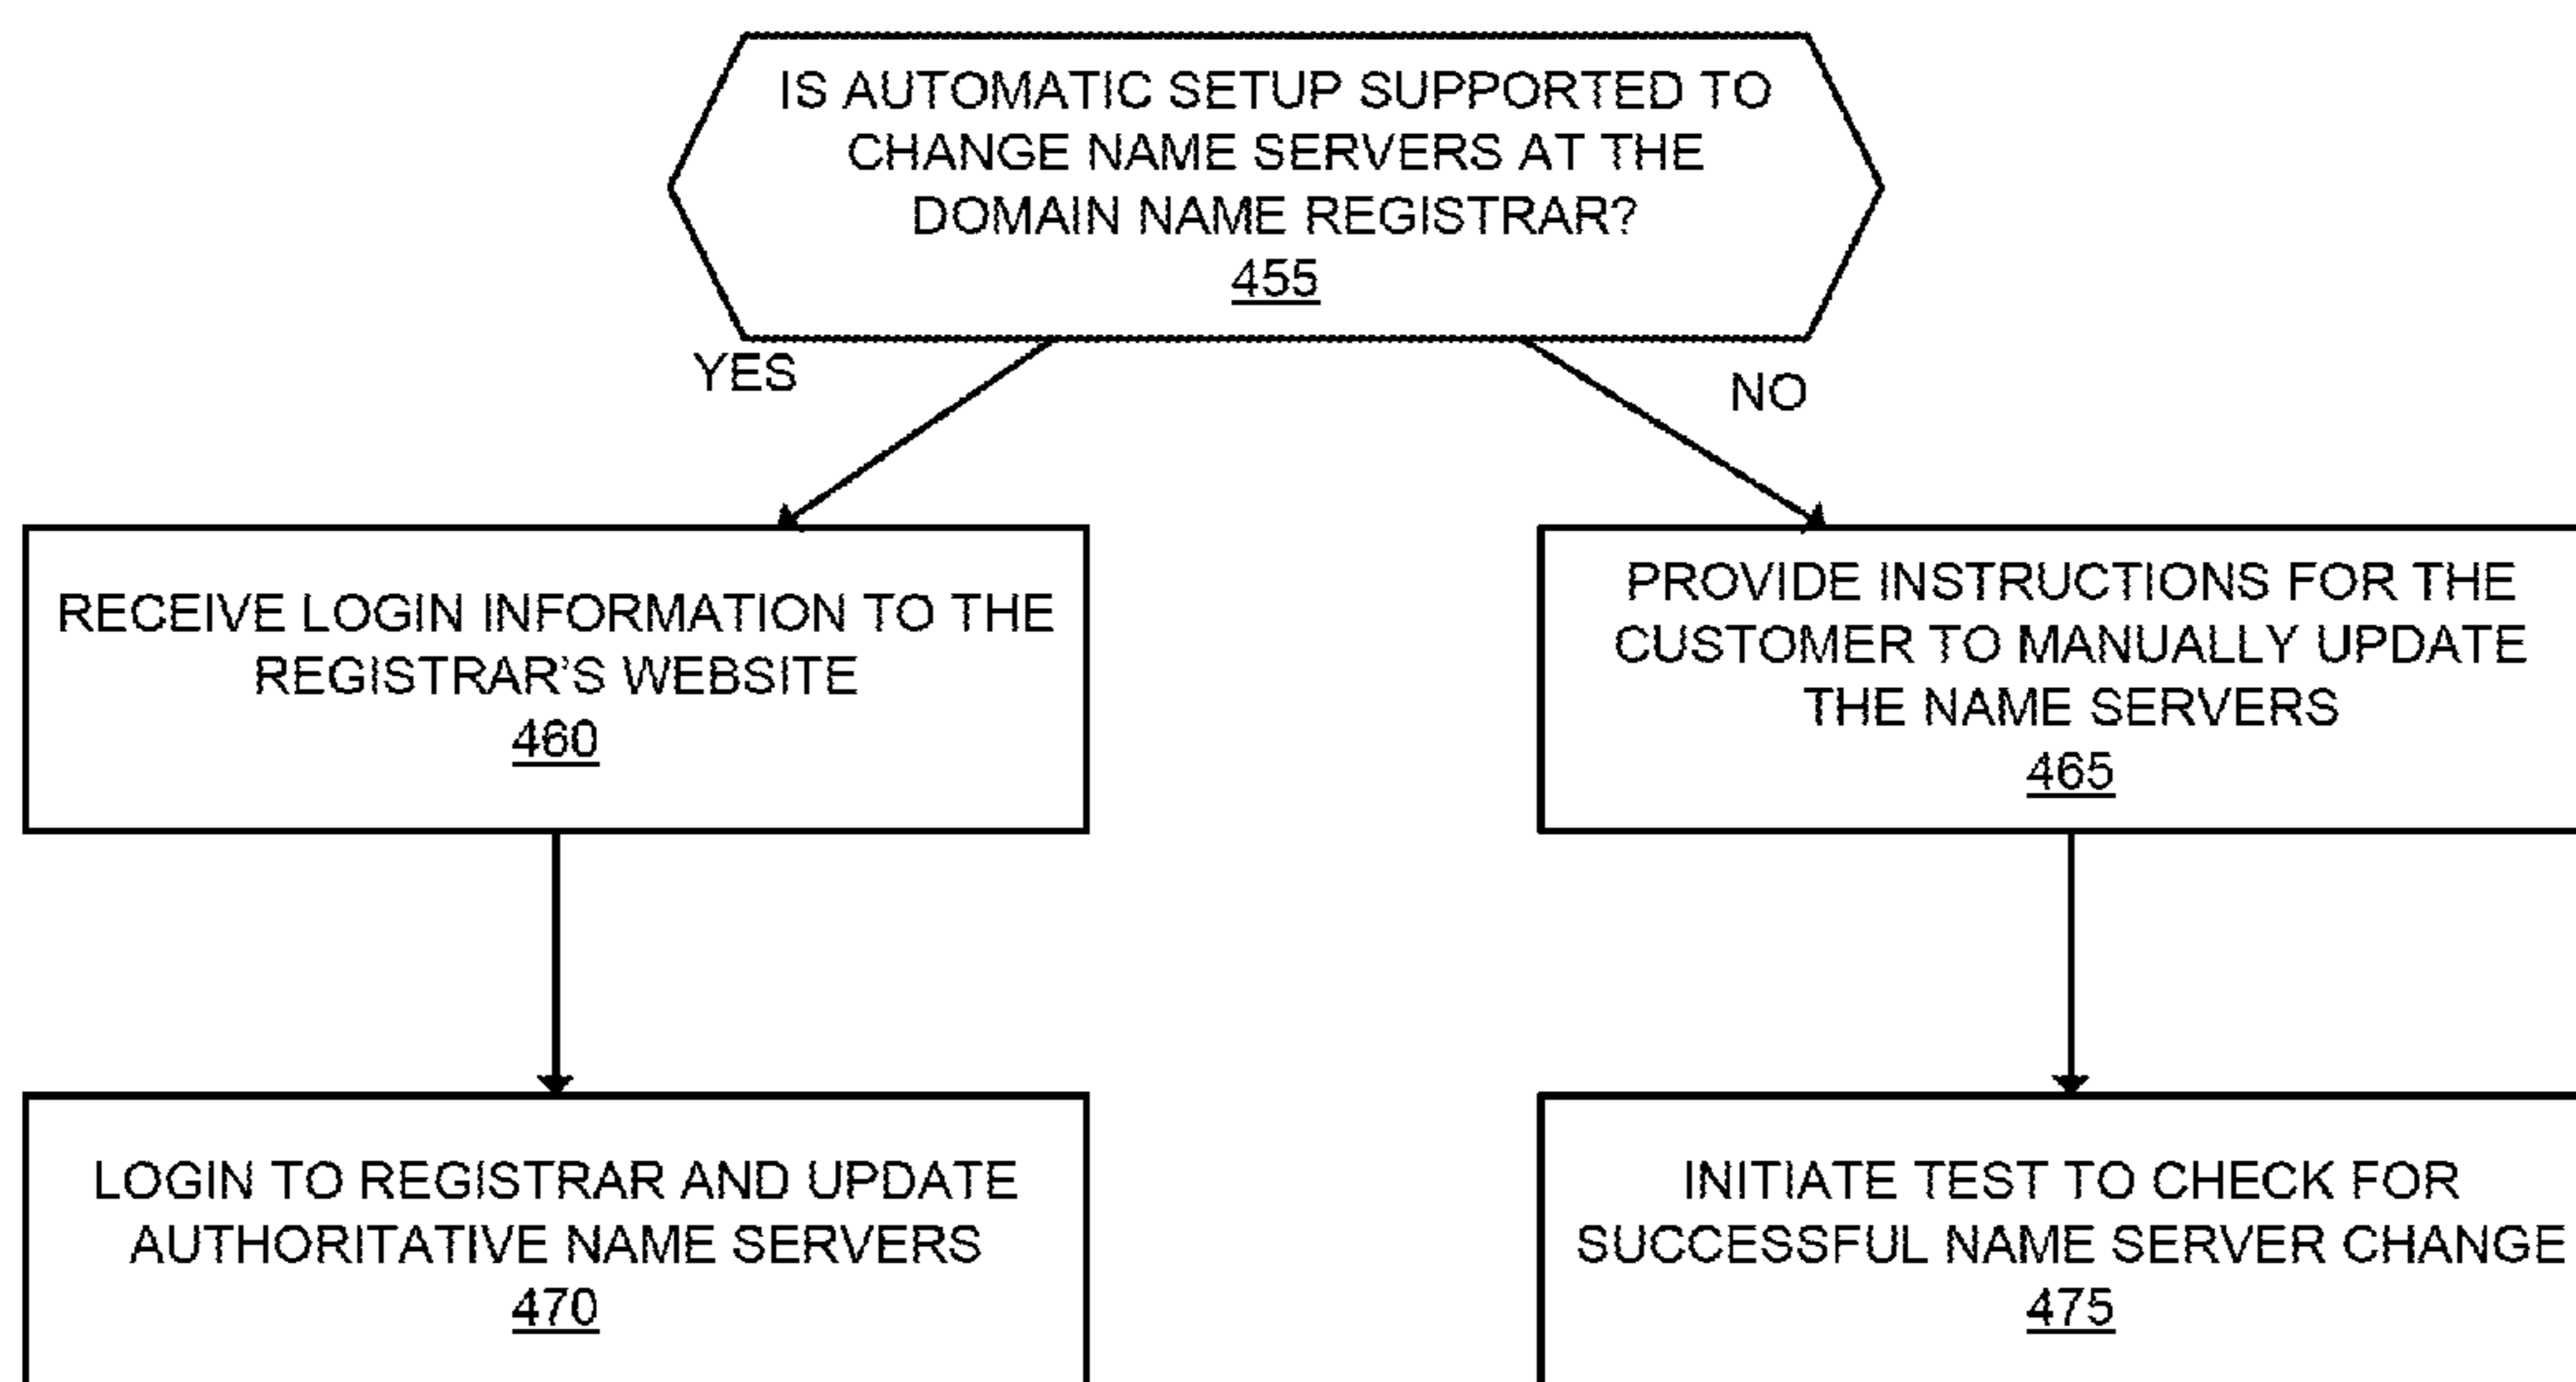 IS AUTOMATIC SETUP SUPPORTED TO
CHANGE NAME SERVERS AT THE
DOMAIN NAME REGISTRAR?
455
YES
NO
RECEIVE LOGIN INFORMATION TO THE
REGISTRAR'S WEBSITE
460
PROVIDE INSTRUCTIONS FOR THE
CUSTOMER TO MANUALLY UPDATE
THE NAME SERVERS
465
LOGIN TO REGISTRAR AND UPDATE
AUTHORITATIVE NAME SERVERS
470
INITIATE TEST TO CHECK FOR
SUCCESSFUL NAME SERVER CHANGE
475